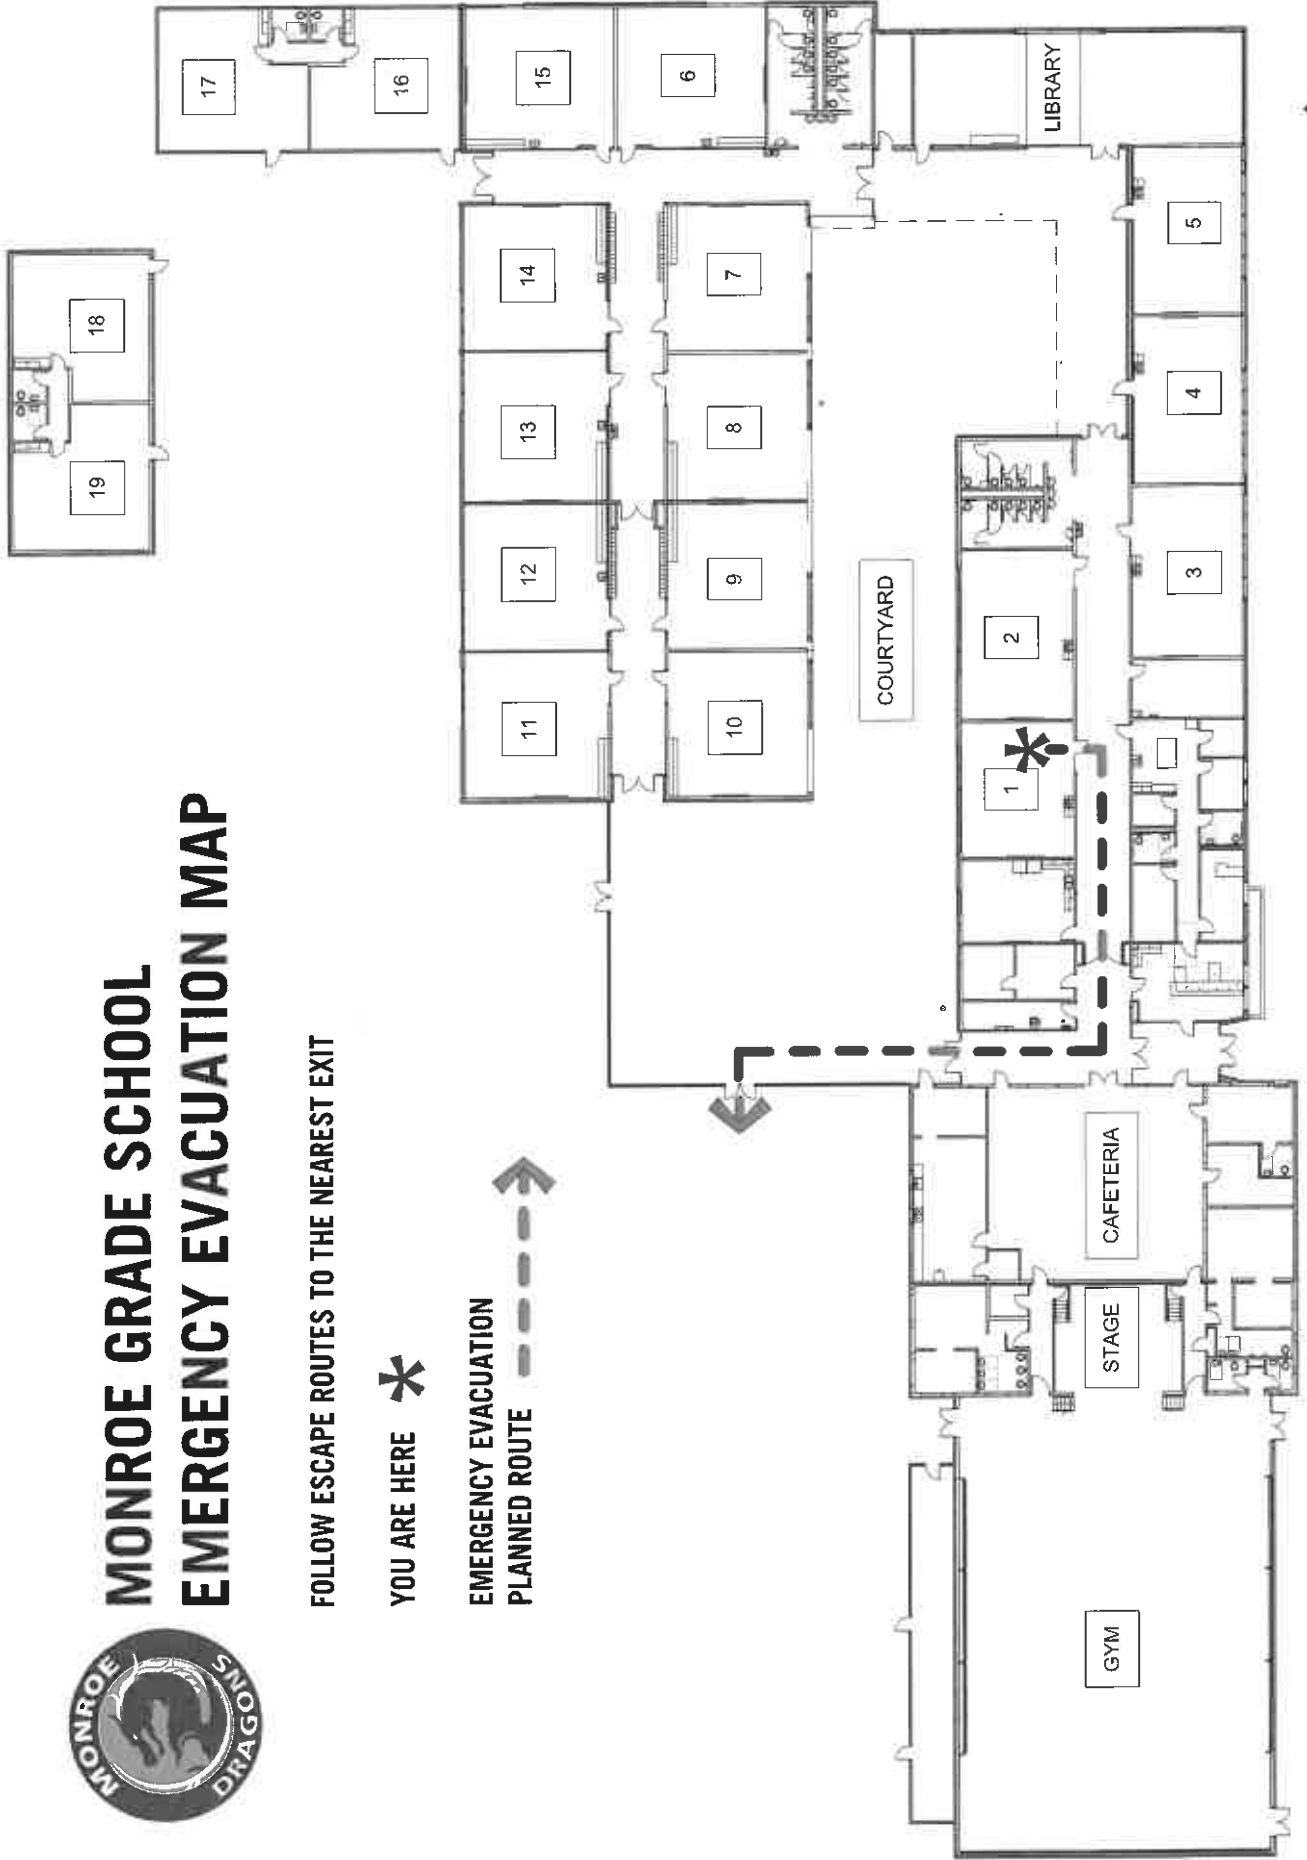 MONROE
DRAGONS
MONROE GRADE SCHOOL
EMERGENCY EVACUATION MAP
FOLLOW ESCAPE ROUTES TO THE NEAREST EXIT
YOU ARE HERE
EMERGENCY EVACUATION
PLANNED ROUTE
19
18
17
16
15
6
11
12
13
14
10
9
8
7
COURTYARD
LIBRARY
1
2
3
4
5
GYM
STAGE
CAFETERIA